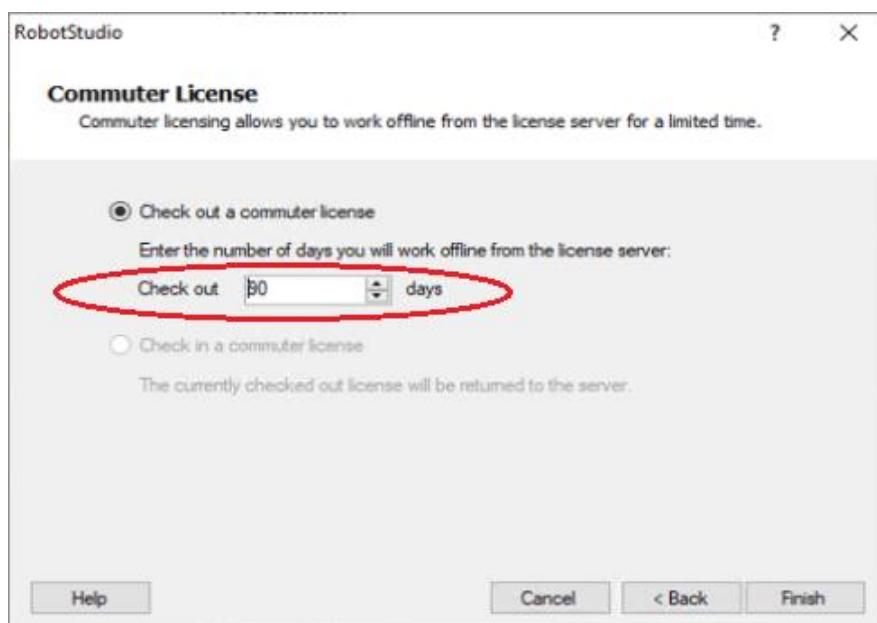 RobotStudio
Commuter License
Commuter licensing allows you to work offline from the license server for a limited time.
Check out a commuter license
Enter the number of days you will work offline from the license server:
Check out 90 days
Check in a commuter license
The currently checked out license will be returned to the server.
Help Cancel < Back Finish